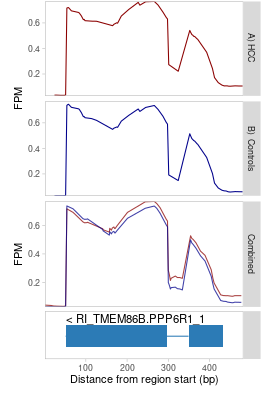 0.6
0.4
0.2
FPM
A) HCC
0.6
0.4
0.2
B) Controls
0.6
0.4
0.2
FPM
Combined
< RI_TMEM86B.PPP6R1_1
100 200 300 400
Distance from region start (bp)